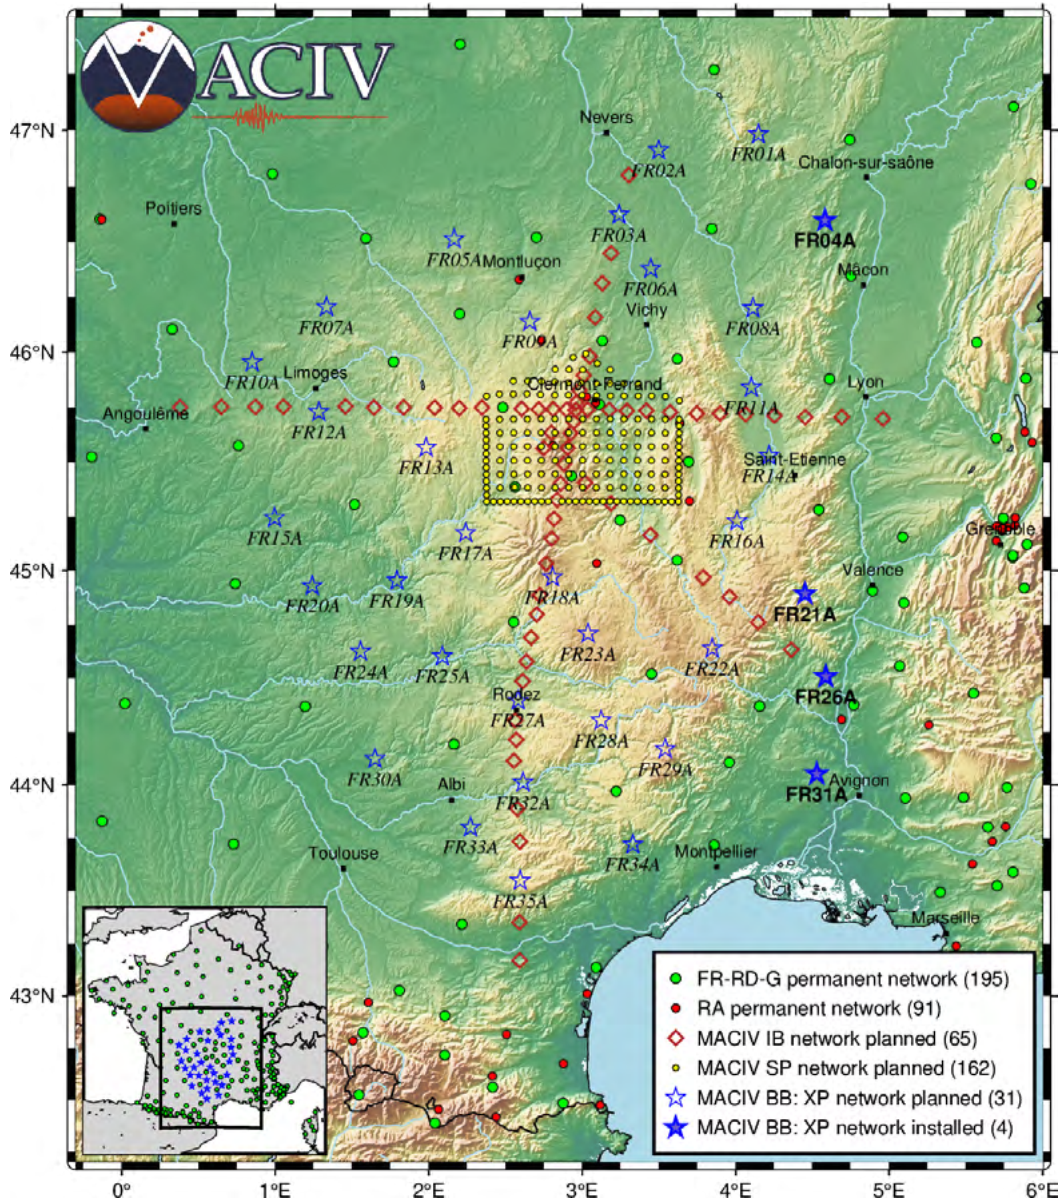 MACIV
47°N
46°N
45°N
44°N
43°N
Nevers
FR01A
FR02A
Chalon-sur-saône
Poitiers
FR03A
FR04A
FR05A
Montluçon
FR06A
Mâcon
FR07A
Vichy
FR08A
FR09A
FR10A
Limoges
Clermont-Ferrand
Lyon
FR11A
Angoulême
FR12A
FR13A
Saint-Etienne
FR14A
FR15A
FR16A
FR17A
Grenoble
Valence
FR18A
FR19A
FR20A
FR21A
FR23A
FR22A
FR24A
FR25A
Rodez
FR26A
FR27A
FR28A
FR29A
FR30A
Albi
FR32A
Avignon
FR31A
FR33A
Toulouse
FR34A
Montpellier
FR35A
Marseille
FR-RD-G permanent network (195)
RA permanent network (91)
MACIV IB network planned (65)
MACIV SP network planned (162)
MACIV BB: XP network planned (31)
MACIV BB: XP network installed (4)
0°
1°E
2°E
3°E
4°E
5°E
6°E